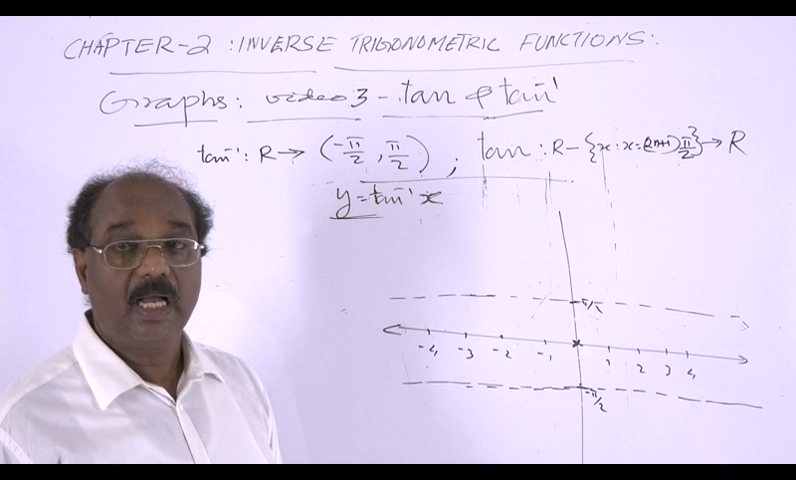 CHAPTER-2 : INVERSE TRIGONOMETRIC FUNCTIONS:
Graphs: video 3 - tan & tan⁻¹
tan⁻¹: R → (-π/2, π/2) ; tan : R - {x : x = (2n+1) π/2} → R
y = tan⁻¹ x
π/2
-4 -3 -2 -1 1 2 3 4
-π/2